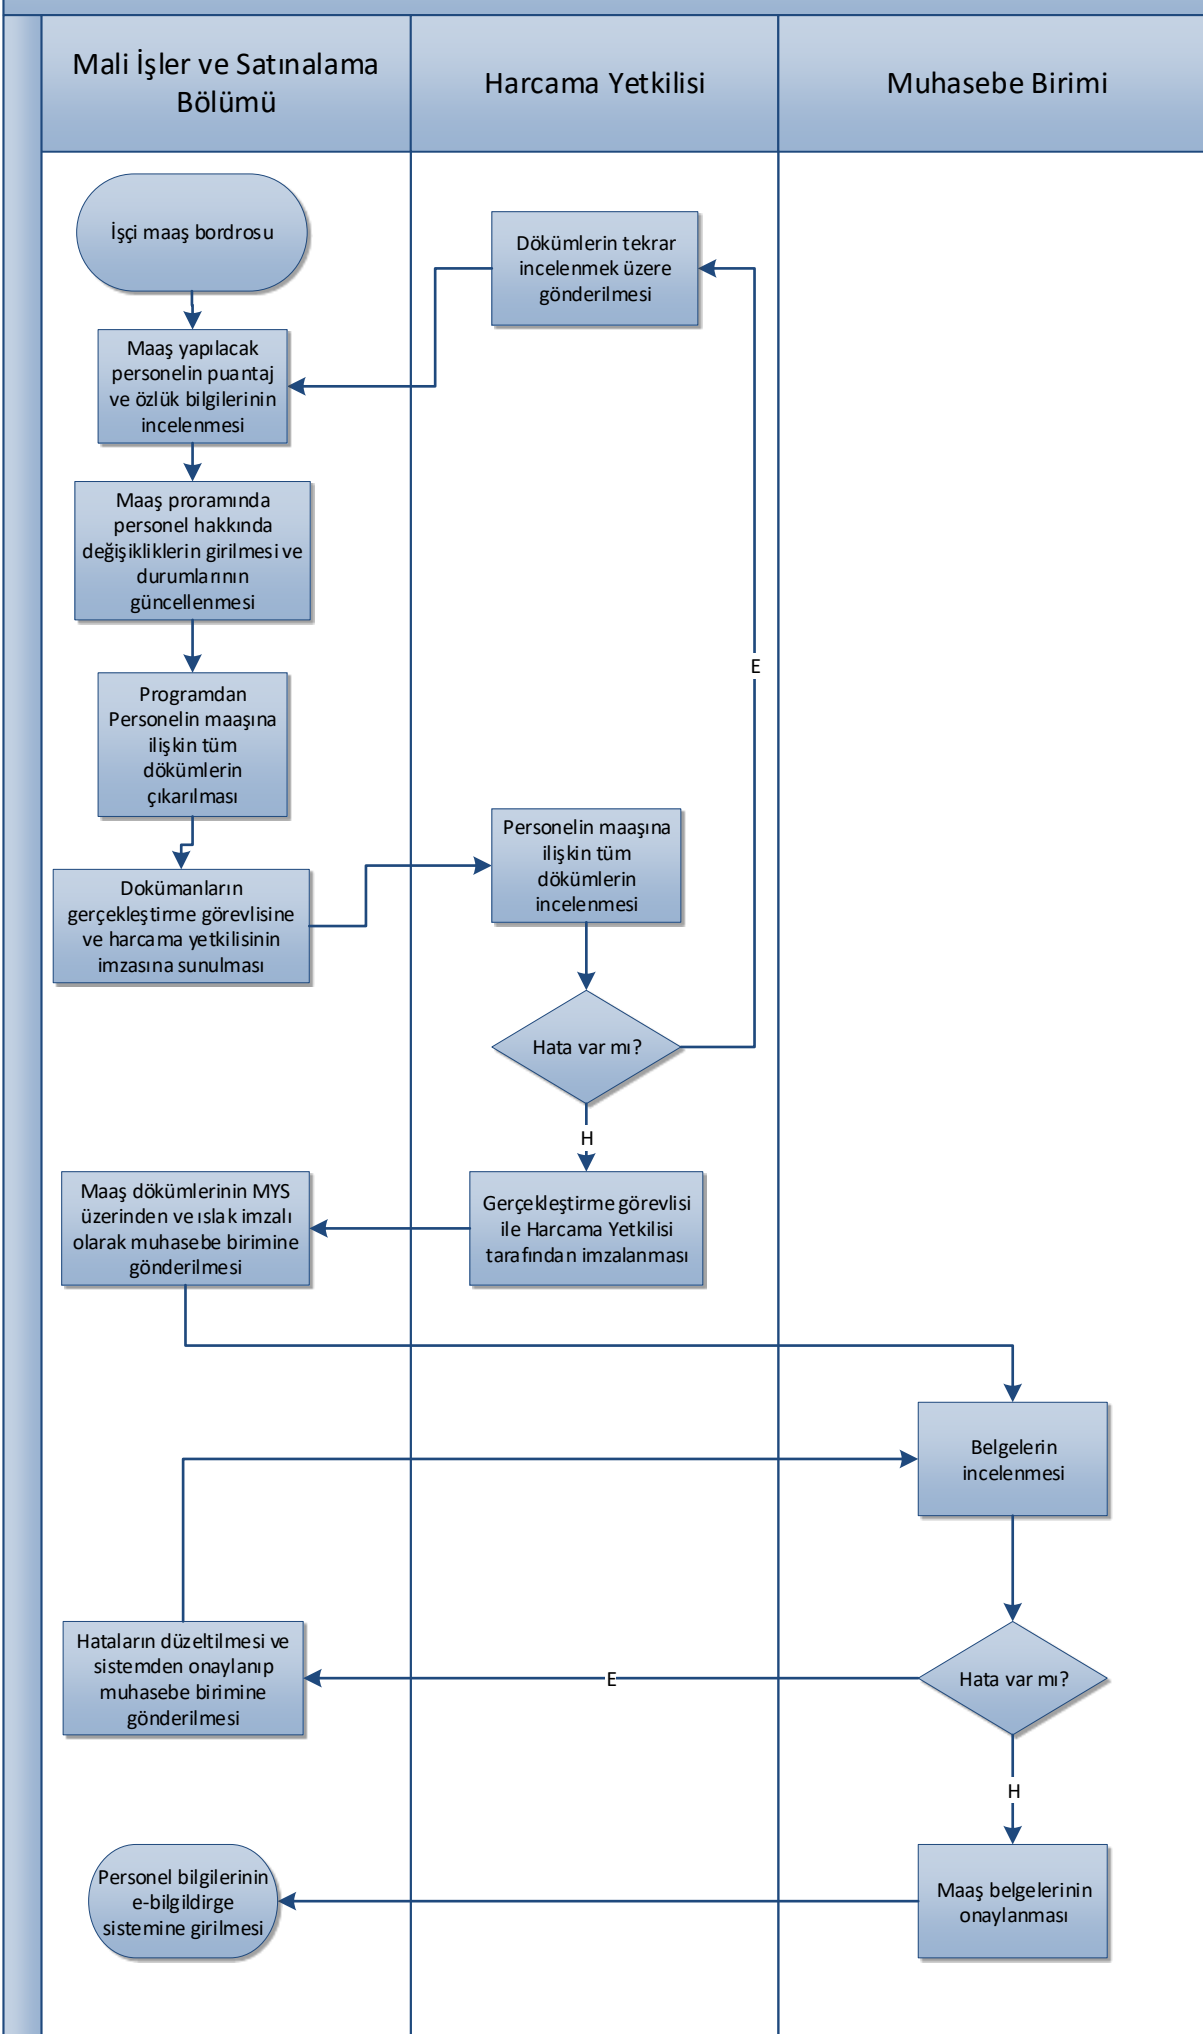 Mali İşler ve Satınalama
Bölümü
Harcama Yetkilisi
Muhasebe Birimi
İşçi maaş bordrosu
Dökümlerin tekrar
incelenmek üzere
gönderilmesi
Maaş yapılacak
personelin puantaj
ve özlük bilgilerinin
incelenmesi
Maaş proramında
personel hakkında
değişikliklerin girilmesi ve
durumlarının
güncellenmesi
E
Programdan
Personelin maaşına
ilişkin tüm
dökümlerin
çıkarılması
Personelin maaşına
ilişkin tüm
dökümlerin
incelenmesi
Dokümanların
gerçekleştirme görevlisine
ve harcama yetkilisinin
imzasına sunulması
Hata var mı?
H
Maaş dökümlerinin MYS
üzerinden ve ıslak imzalı
olarak muhasebe birimine
gönderilmesi
Gerçekleştirme görevlisi
ile Harcama Yetkilisi
tarafından imzalanması
Belgelerin
incelenmesi
Hataların düzeltilmesi ve
sistemden onaylanıp
muhasebe birimine
gönderilmesi
E
Hata var mı?
H
Personel bilgilerinin
e-bilgildirge
sistemine girilmesi
Maaş belgelerinin
onaylanması